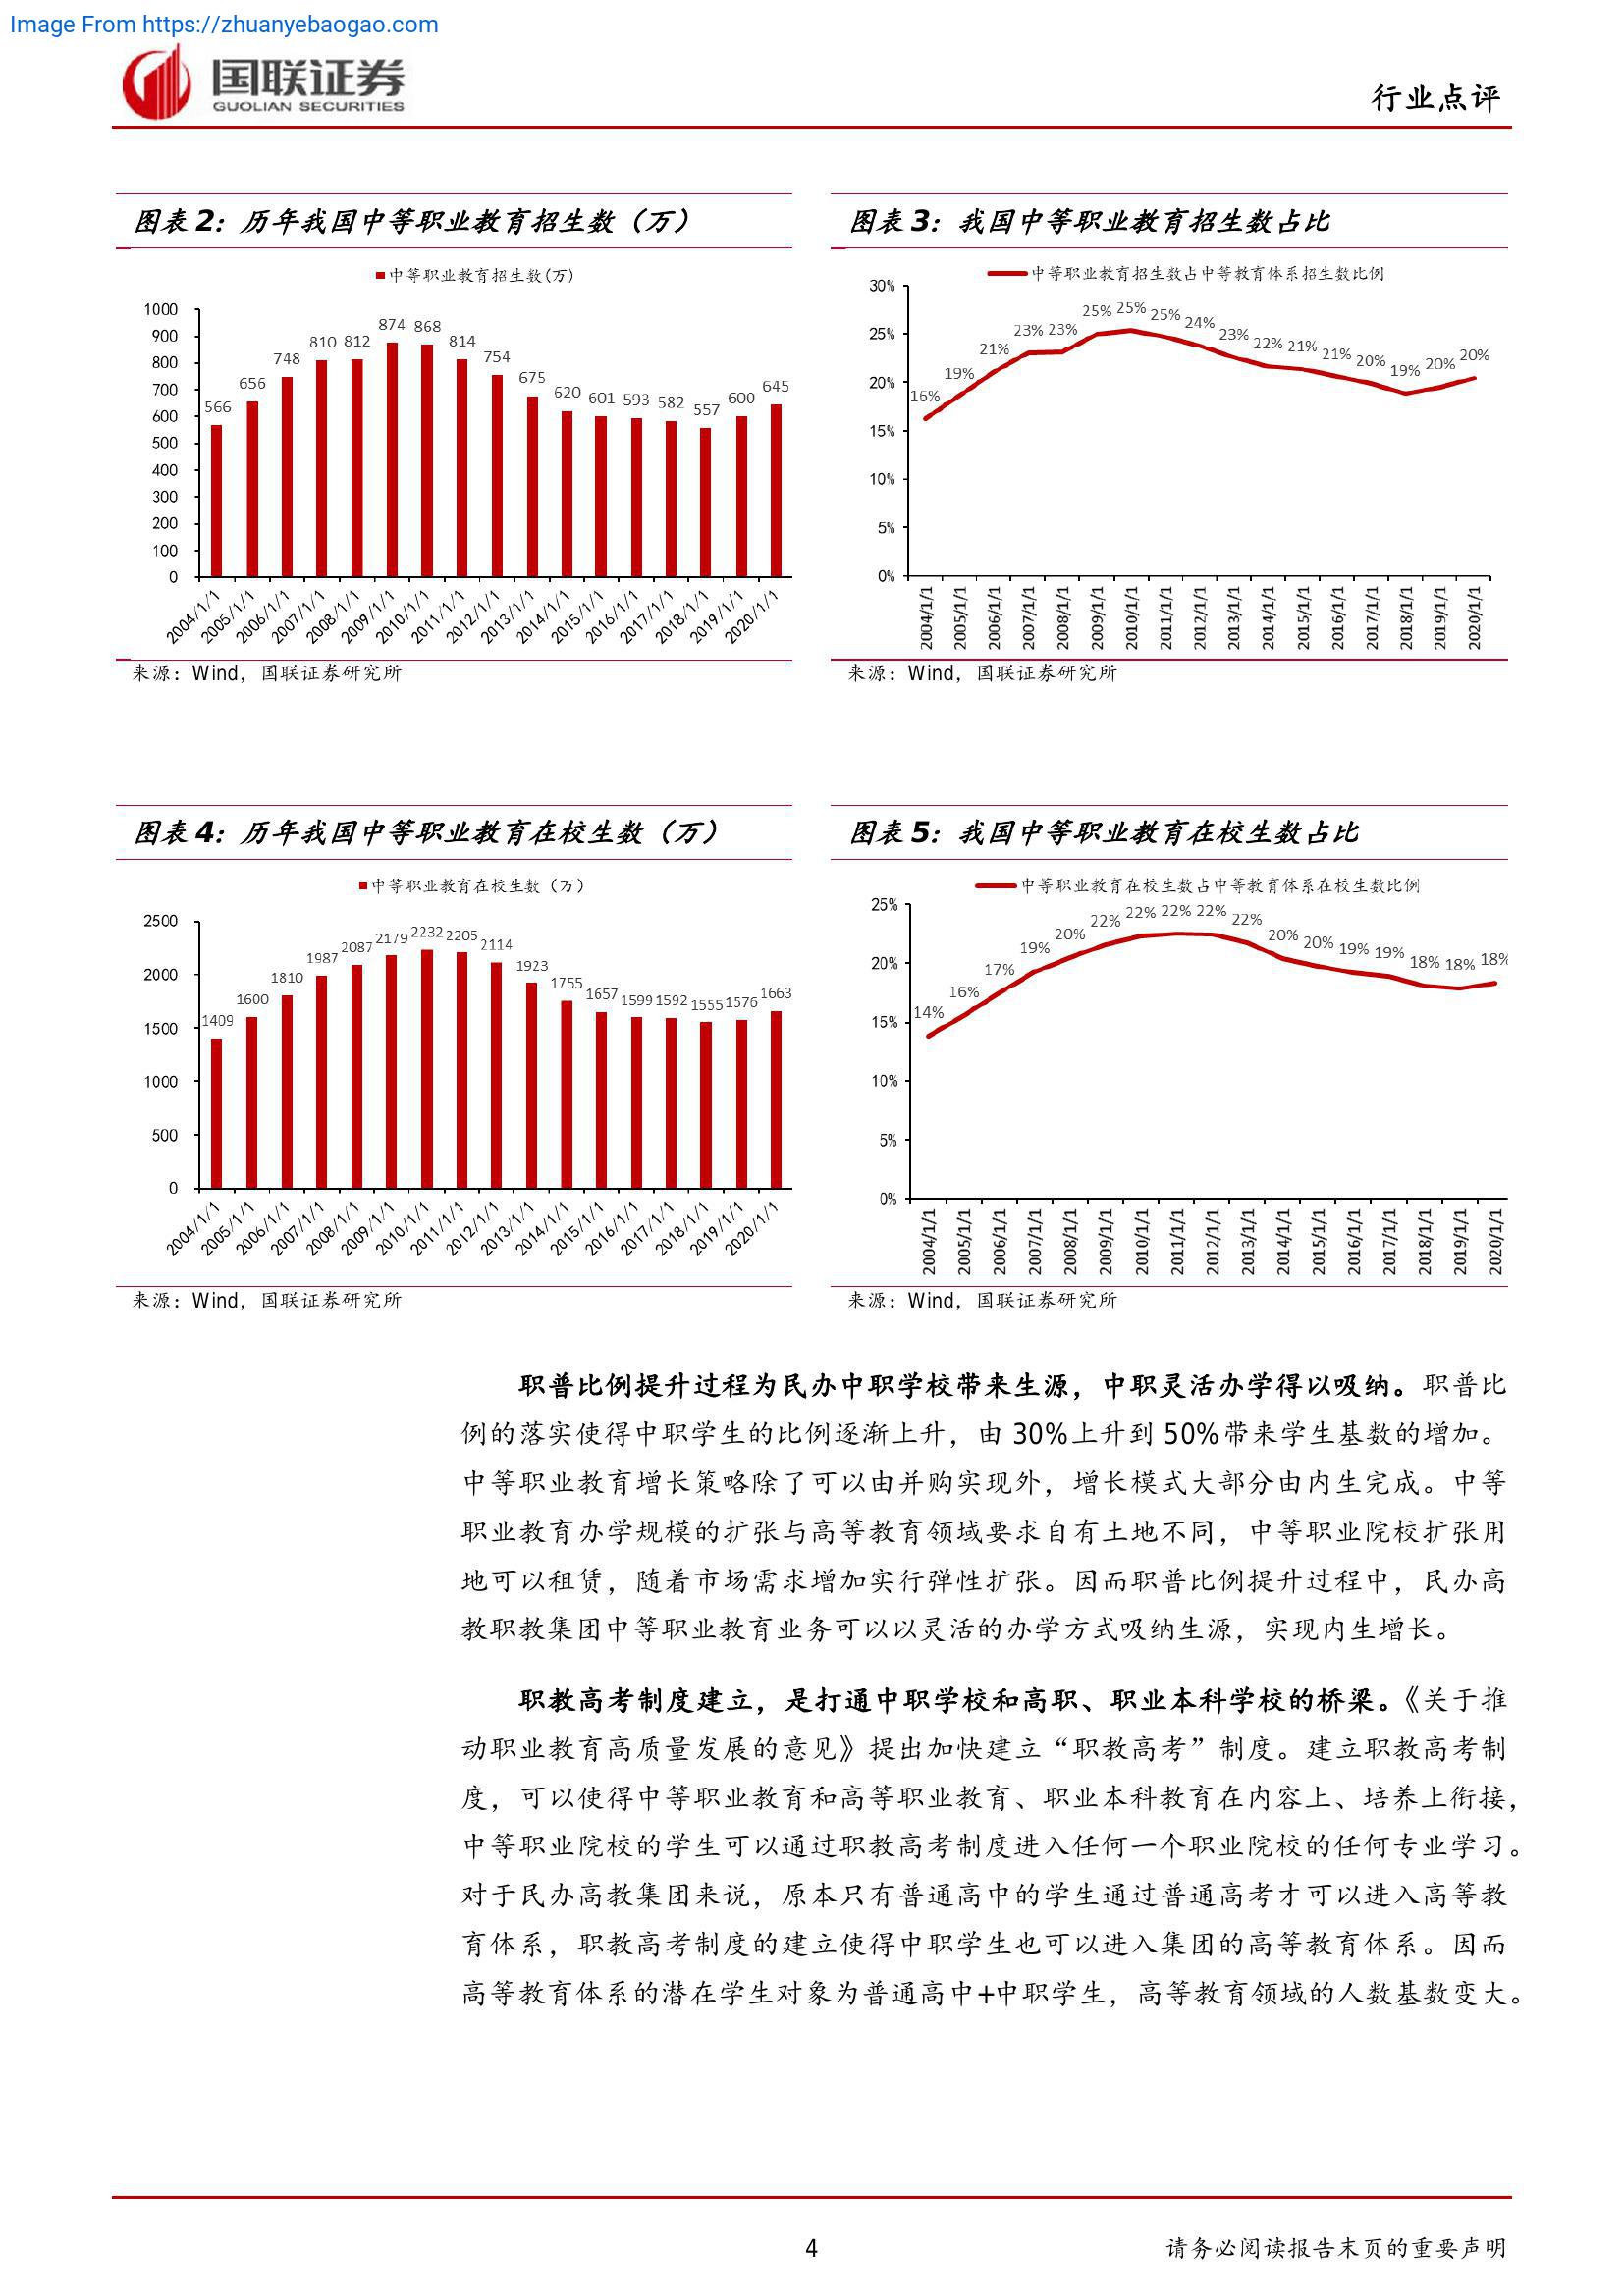 Image From https://zhuanyebaogao.com
国联证券
GUOLIAN SECURITIES
行业点评
图表 2：历年我国中等职业教育招生数（万）
中等职业教育招生数(万)
1000
900
800
700
600
500
400
300
200
100
0
566 656 748 810 812 874 868 814 754 675 620 601 593 582 557 600 645
2004/1/1 2005/1/1 2006/1/1 2007/1/1 2008/1/1 2009/1/1 2010/1/1 2011/1/1 2012/1/1 2013/1/1 2014/1/1 2015/1/1 2016/1/1 2017/1/1 2018/1/1 2019/1/1 2020/1/1
来源：Wind，国联证券研究所
图表 3：我国中等职业教育招生数占比
中等职业教育招生数占中等教育体系招生数比例
30%
25%
20%
15%
10%
5%
0%
16% 19% 21% 23% 23% 25% 25% 25% 24% 23% 22% 21% 21% 20% 19% 20% 20%
2004/1/1 2005/1/1 2006/1/1 2007/1/1 2008/1/1 2009/1/1 2010/1/1 2011/1/1 2012/1/1 2013/1/1 2014/1/1 2015/1/1 2016/1/1 2017/1/1 2018/1/1 2019/1/1 2020/1/1
来源：Wind，国联证券研究所
图表 4：历年我国中等职业教育在校生数（万）
中等职业教育在校生数（万）
2500
2000
1500
1000
500
0
1409 1600 1810 1987 2087 2179 2232 2205 2114 1923 1755 1657 1599 1592 1555 1576 1663
2004/1/1 2005/1/1 2006/1/1 2007/1/1 2008/1/1 2009/1/1 2010/1/1 2011/1/1 2012/1/1 2013/1/1 2014/1/1 2015/1/1 2016/1/1 2017/1/1 2018/1/1 2019/1/1 2020/1/1
来源：Wind，国联证券研究所
图表 5：我国中等职业教育在校生数占比
中等职业教育在校生数占中等教育体系在校生数比例
25%
20%
15%
10%
5%
0%
14% 16% 17% 19% 20% 22% 22% 22% 22% 22% 20% 20% 19% 19% 18% 18% 18%
2004/1/1 2005/1/1 2006/1/1 2007/1/1 2008/1/1 2009/1/1 2010/1/1 2011/1/1 2012/1/1 2013/1/1 2014/1/1 2015/1/1 2016/1/1 2017/1/1 2018/1/1 2019/1/1 2020/1/1
来源：Wind，国联证券研究所
职普比例提升过程为民办中职学校带来生源，中职灵活办学得以吸纳。职普比
例的落实使得中职学生的比例逐渐上升，由 30%上升到 50%带来学生基数的增加。
中等职业教育增长策略除了可以由并购实现外，增长模式大部分由内生完成。中等
职业教育办学规模的扩张与高等教育领域要求自有土地不同，中等职业院校扩张用
地可以租赁，随着市场需求增加实行弹性扩张。因而职普比例提升过程中，民办高
教职教集团中等职业教育业务可以以灵活的办学方式吸纳生源，实现内生增长。
职教高考制度建立，是打通中职学校和高职、职业本科学校的桥梁。《关于推
动职业教育高质量发展的意见》提出加快建立“职教高考”制度。建立职教高考制
度，可以使得中等职业教育和高等职业教育、职业本科教育在内容上、培养上衔接，
中等职业院校的学生可以通过职教高考制度进入任何一个职业院校的任何专业学习。
对于民办高教集团来说，原本只有普通高中的学生通过普通高考才可以进入高等教
育体系，职教高考制度的建立使得中职学生也可以进入集团的高等教育体系。因而
高等教育体系的潜在学生对象为普通高中+中职学生，高等教育领域的人数基数变大。
4
请务必阅读报告末页的重要声明